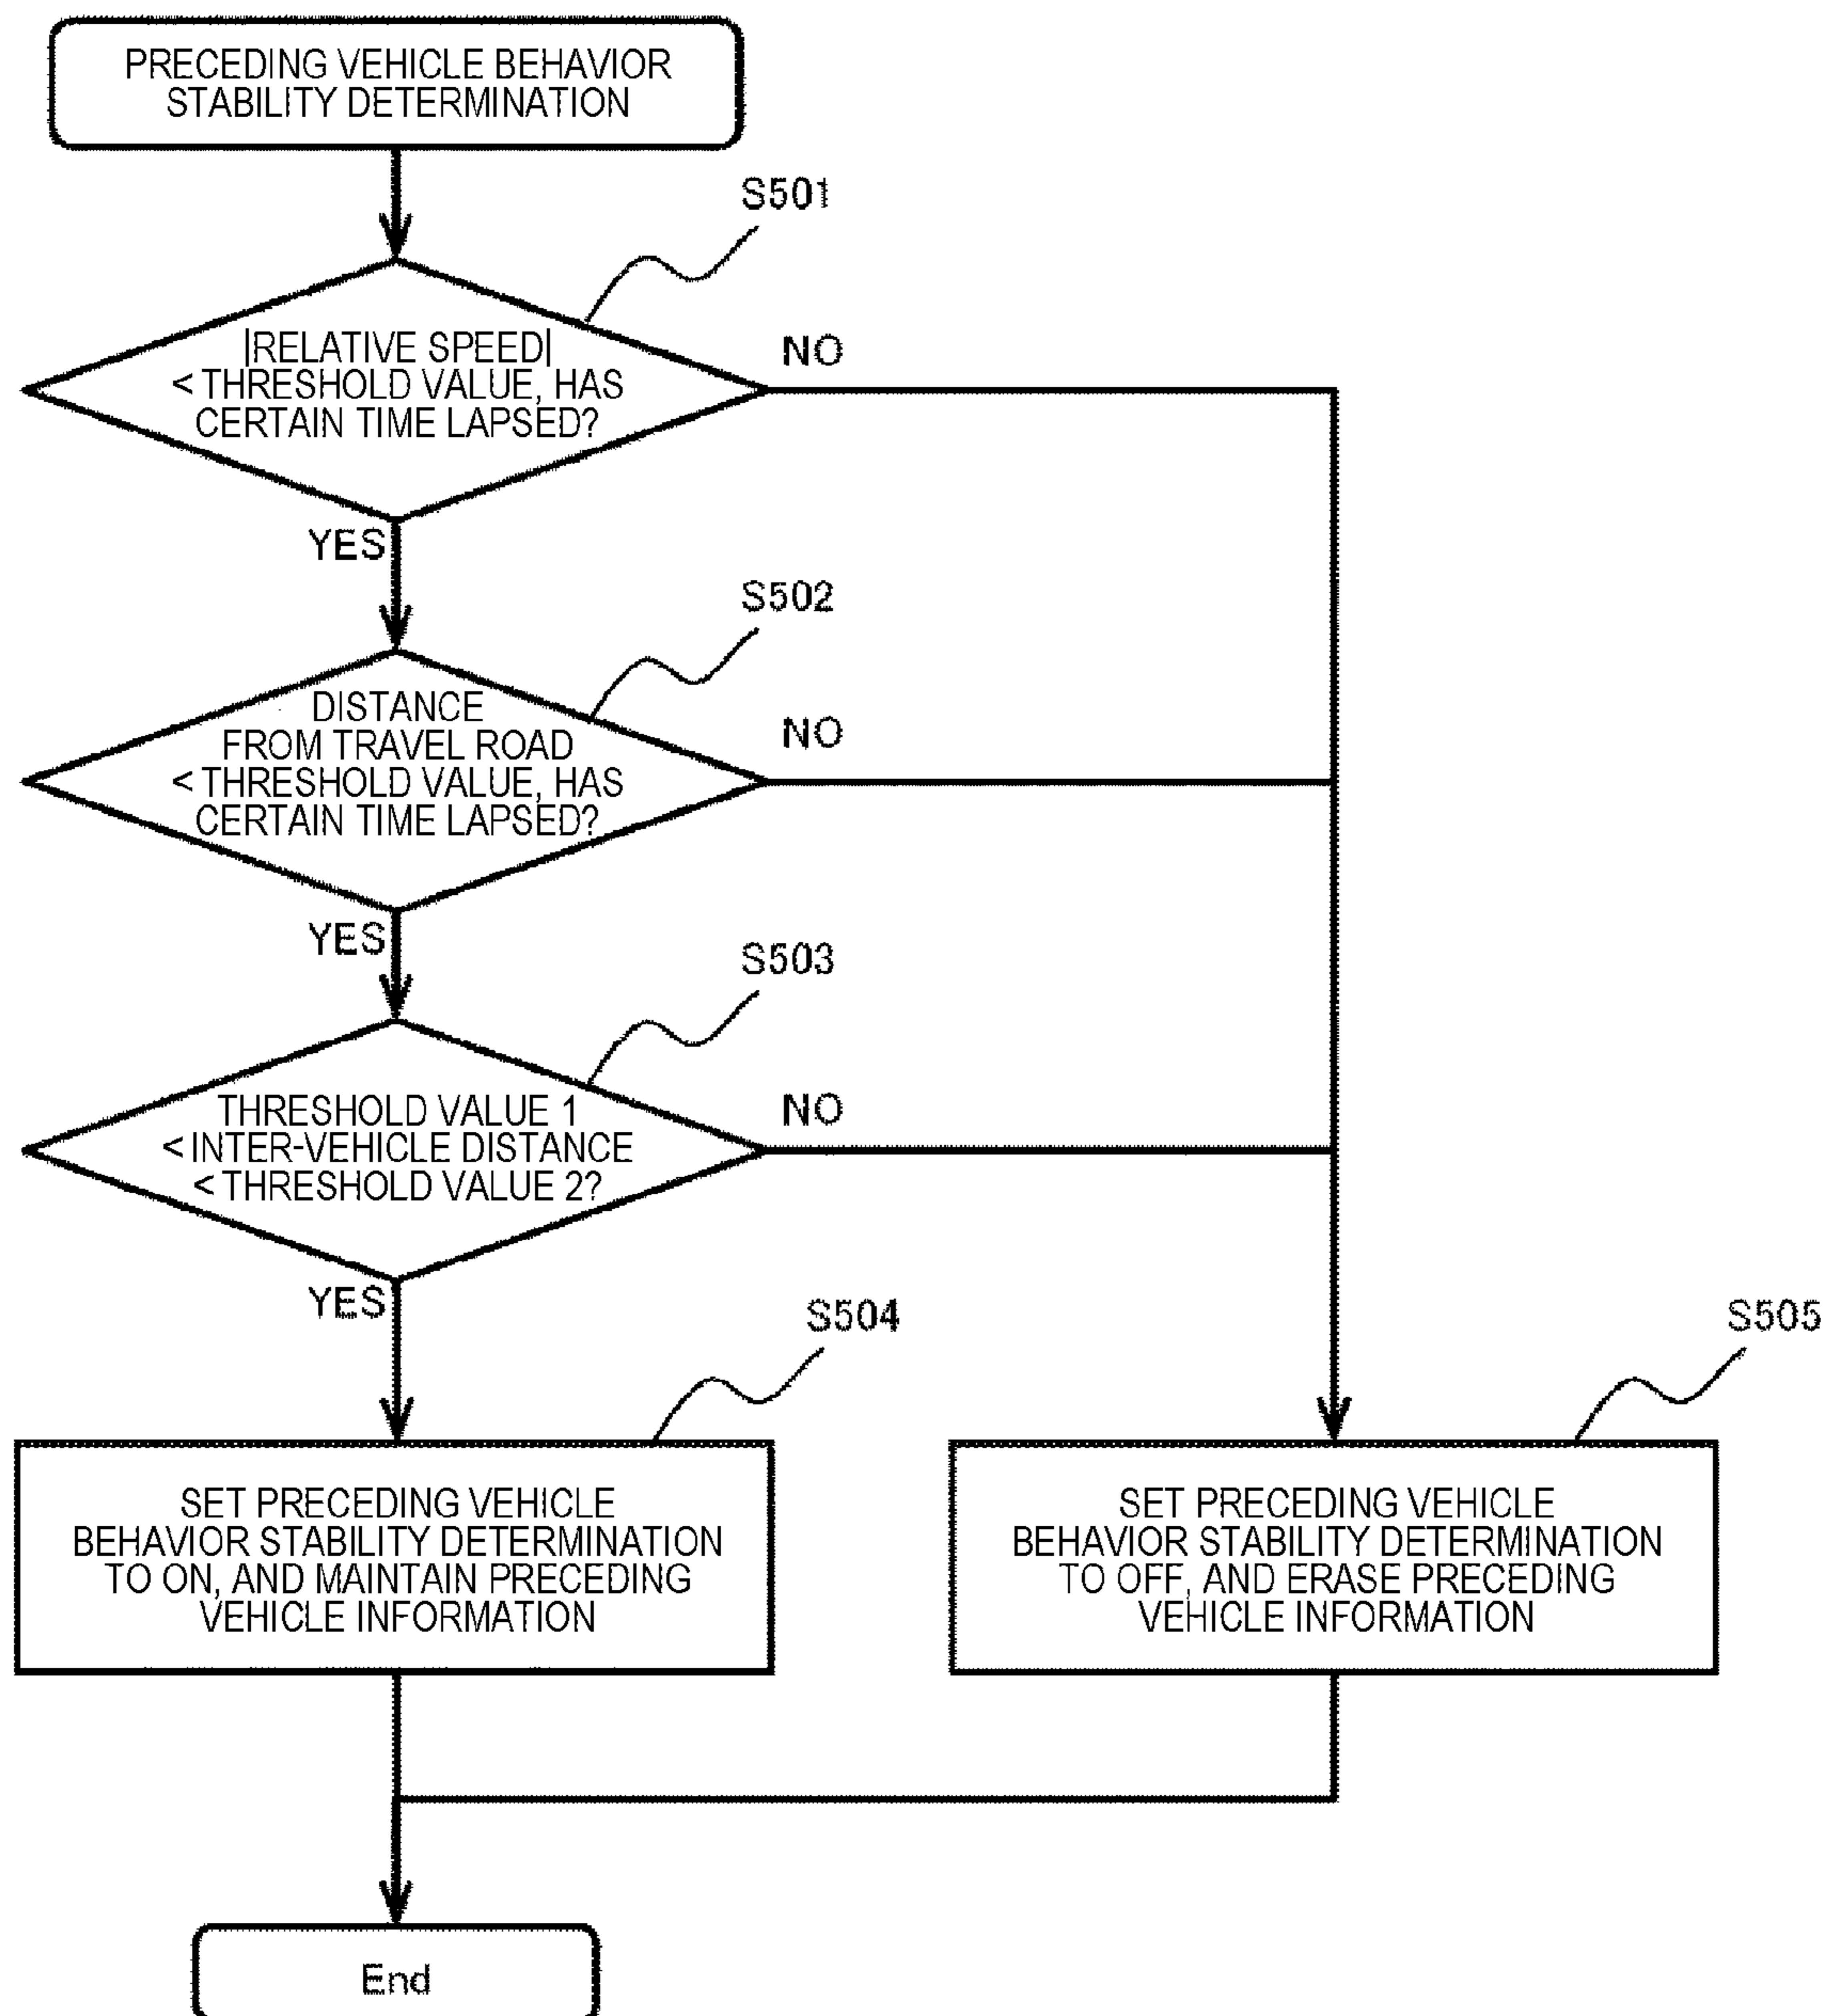 PRECEDING VEHICLE BEHAVIOR
STABILITY DETERMINATION
S501
|RELATIVE SPEED|
< THRESHOLD VALUE, HAS
CERTAIN TIME LAPSED?
NO
YES
S502
DISTANCE
FROM TRAVEL ROAD
< THRESHOLD VALUE, HAS
CERTAIN TIME LAPSED?
NO
YES
S503
THRESHOLD VALUE 1
< INTER-VEHICLE DISTANCE
< THRESHOLD VALUE 2?
NO
YES
S504
SET PRECEDING VEHICLE
BEHAVIOR STABILITY DETERMINATION
TO ON, AND MAINTAIN PRECEDING
VEHICLE INFORMATION
S505
SET PRECEDING VEHICLE
BEHAVIOR STABILITY DETERMINATION
TO OFF, AND ERASE PRECEDING
VEHICLE INFORMATION
End